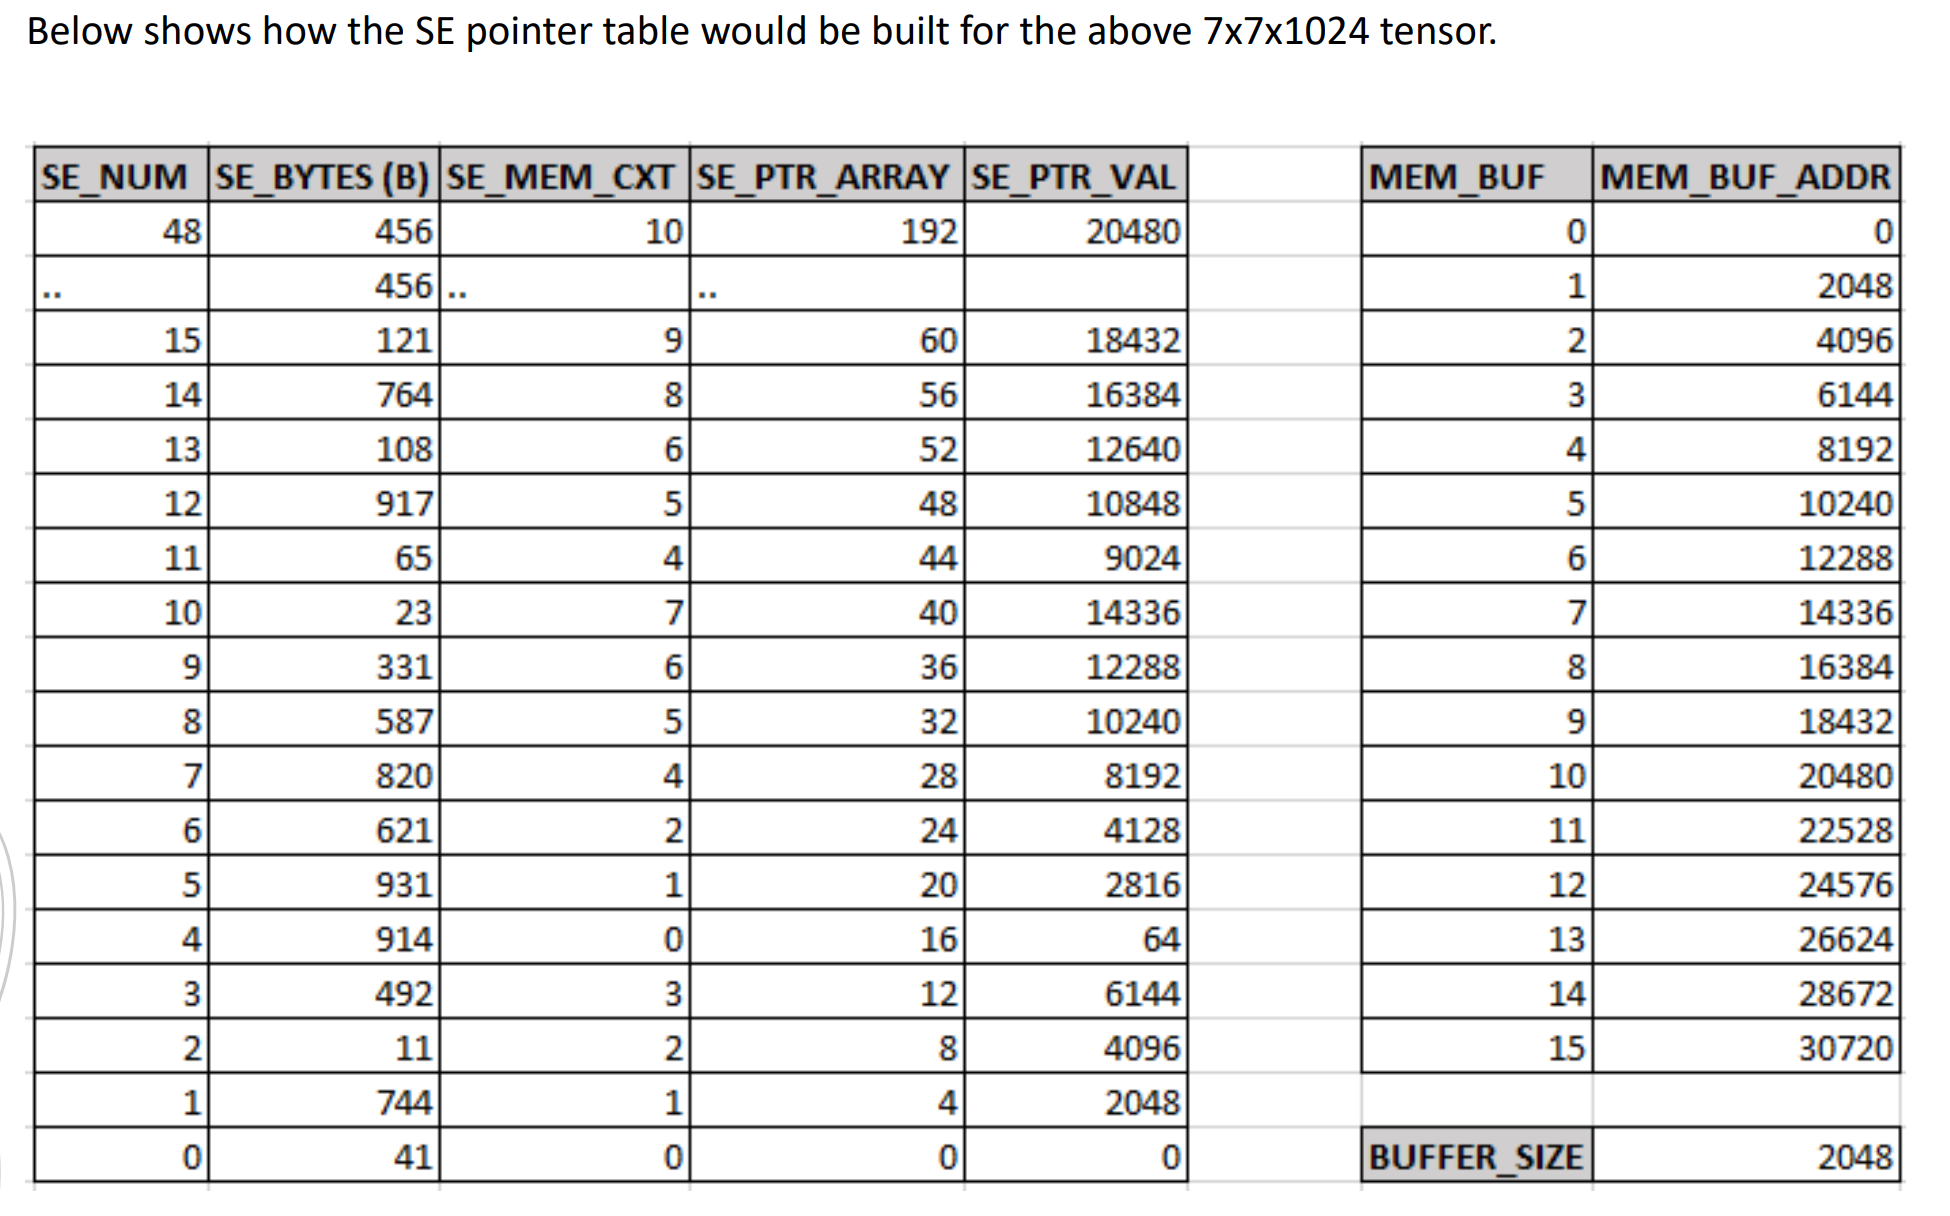 Below shows how the SE pointer table would be built for the above 7x7x1024 tensor.
SE_NUM SE_BYTES (B) SE_MEM_CXT SE_PTR_ARRAY SE_PTR_VAL MEM_BUF MEM_BUF_ADDR
48 456 10 192 20480 0 0
.. 456 .. .. 1 2048
15 121 9 60 18432 2 4096
14 764 8 56 16384 3 6144
13 108 6 52 12640 4 8192
12 917 5 48 10848 5 10240
11 65 4 44 9024 6 12288
10 23 7 40 14336 7 14336
9 331 6 36 12288 8 16384
8 587 5 32 10240 9 18432
7 820 4 28 8192 10 20480
6 621 2 24 4128 11 22528
5 931 1 20 2816 12 24576
4 914 0 16 64 13 26624
3 492 3 12 6144 14 28672
2 11 2 8 4096 15 30720
1 744 1 4 2048
0 41 0 0 0 BUFFER_SIZE 2048